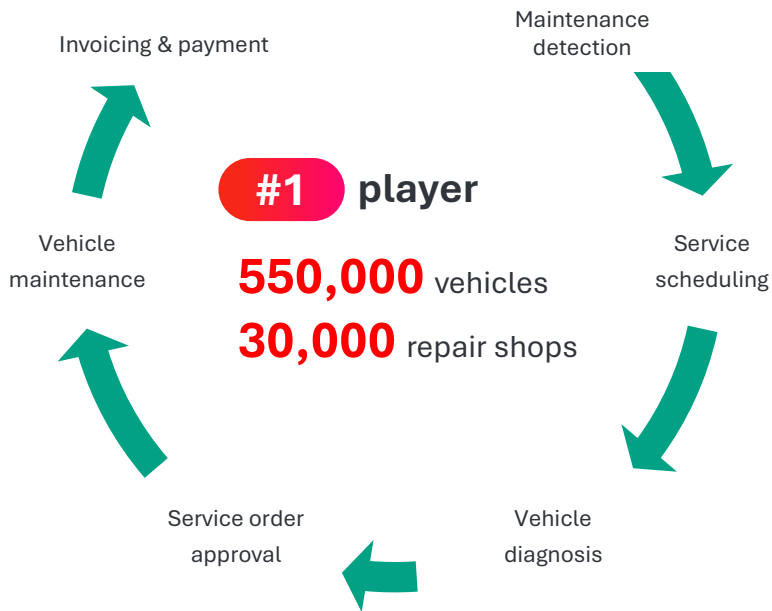 Invoicing & payment
Maintenance
detection
#1 player
550,000 vehicles
30,000 repair shops
Service
scheduling
Vehicle
diagnosis
Service order
approval
Vehicle
maintenance